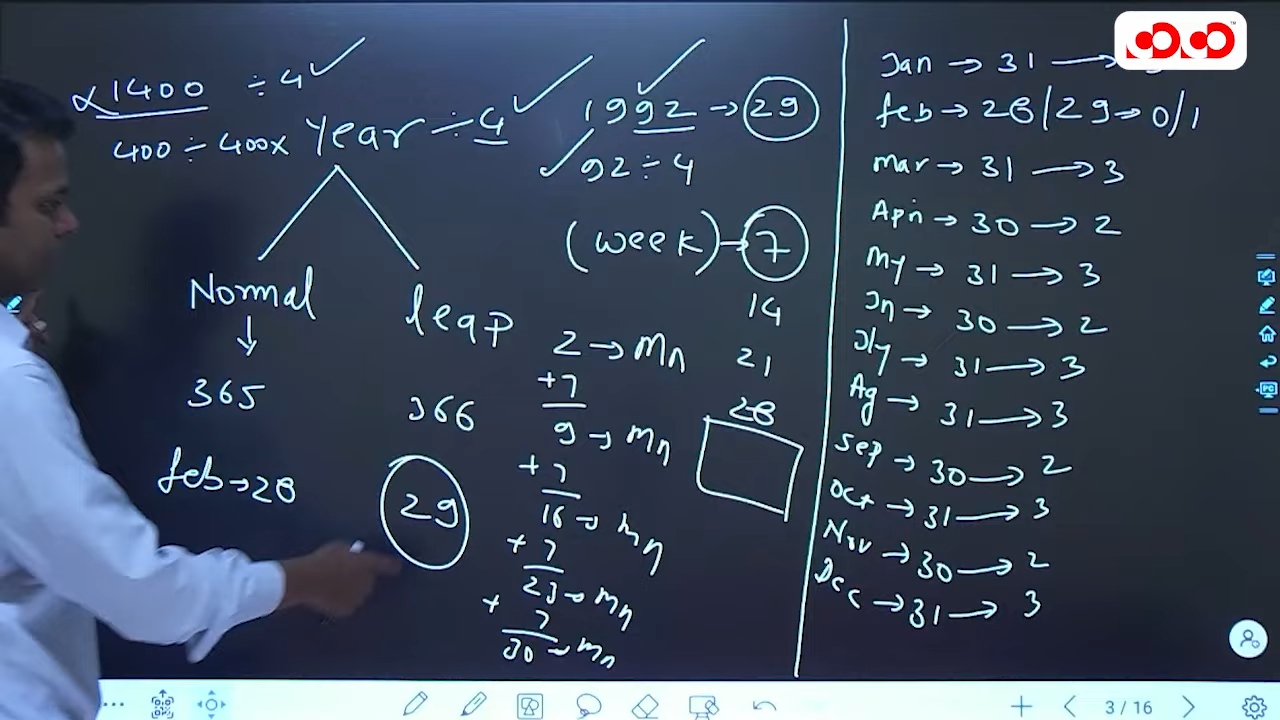 1400 ÷ 4 ✓
400 ÷ 400 x Year ÷ 4 ✓
1992 → 29
✓ 92 ÷ 4
(Week) → 7
14
21
28
Normal
leap
365
366
feb → 28
29
2 → Mn
+7
9 → Mn
+7
16 → Mn
+7
23 → Mn
+7
30 → Mn
Jan → 31 →
feb → 28/29 → 0/1
Mar → 31 → 3
Apr → 30 → 2
My → 31 → 3
Jn → 30 → 2
Jly → 31 → 3
Ag → 31 → 3
Sep → 30 → 2
Oct → 31 → 3
Nov → 30 → 2
Dec → 31 → 3
3 / 16